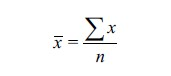 x̄ = ∑x / n